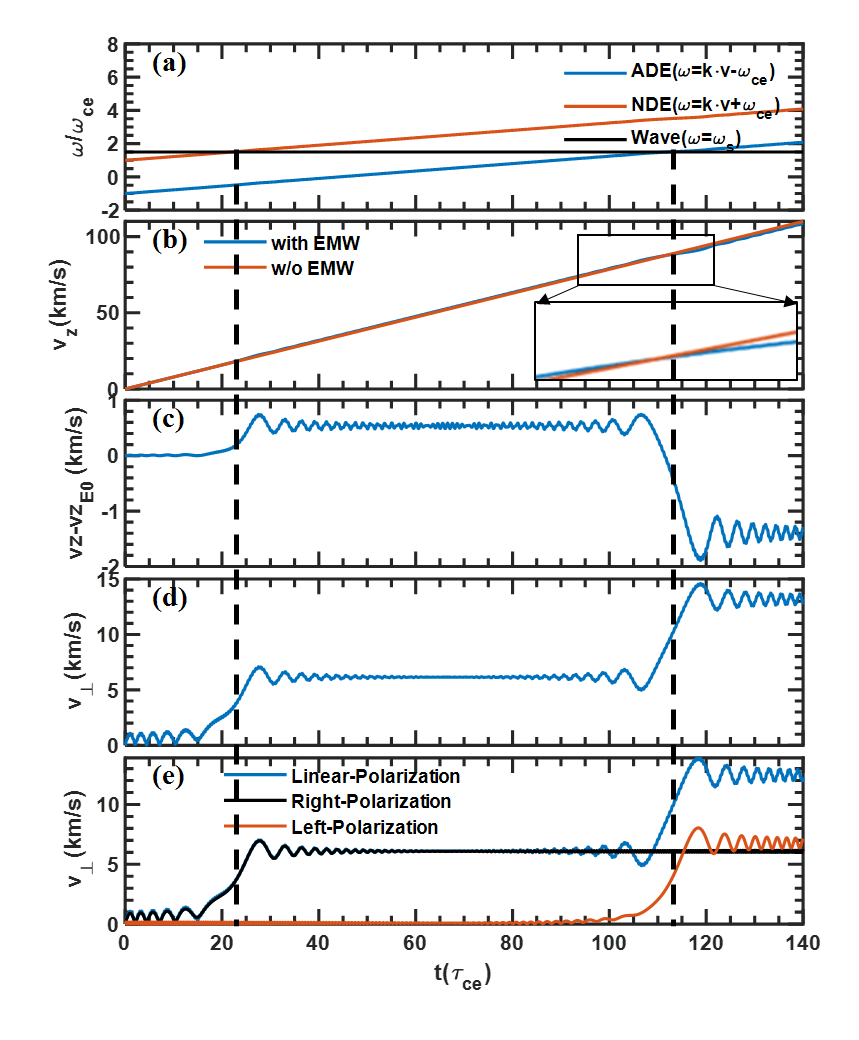 (a)
8
6
4
2
0
-2
ω/ω_ce
ADE(ω=k·v-ω_ce)
NDE(ω=k·v+ω_ce)
Wave(ω=ω_s)
(b)
100
50
0
v_z(km/s)
with EMW
w/o EMW
(c)
1
0
-1
-2
vz-vz_E0 (km/s)
(d)
15
10
5
0
v_⊥ (km/s)
(e)
10
5
0
v_⊥ (km/s)
Linear-Polarization
Right-Polarization
Left-Polarization
0 20 40 60 80 100 120 140
t(τ_ce)